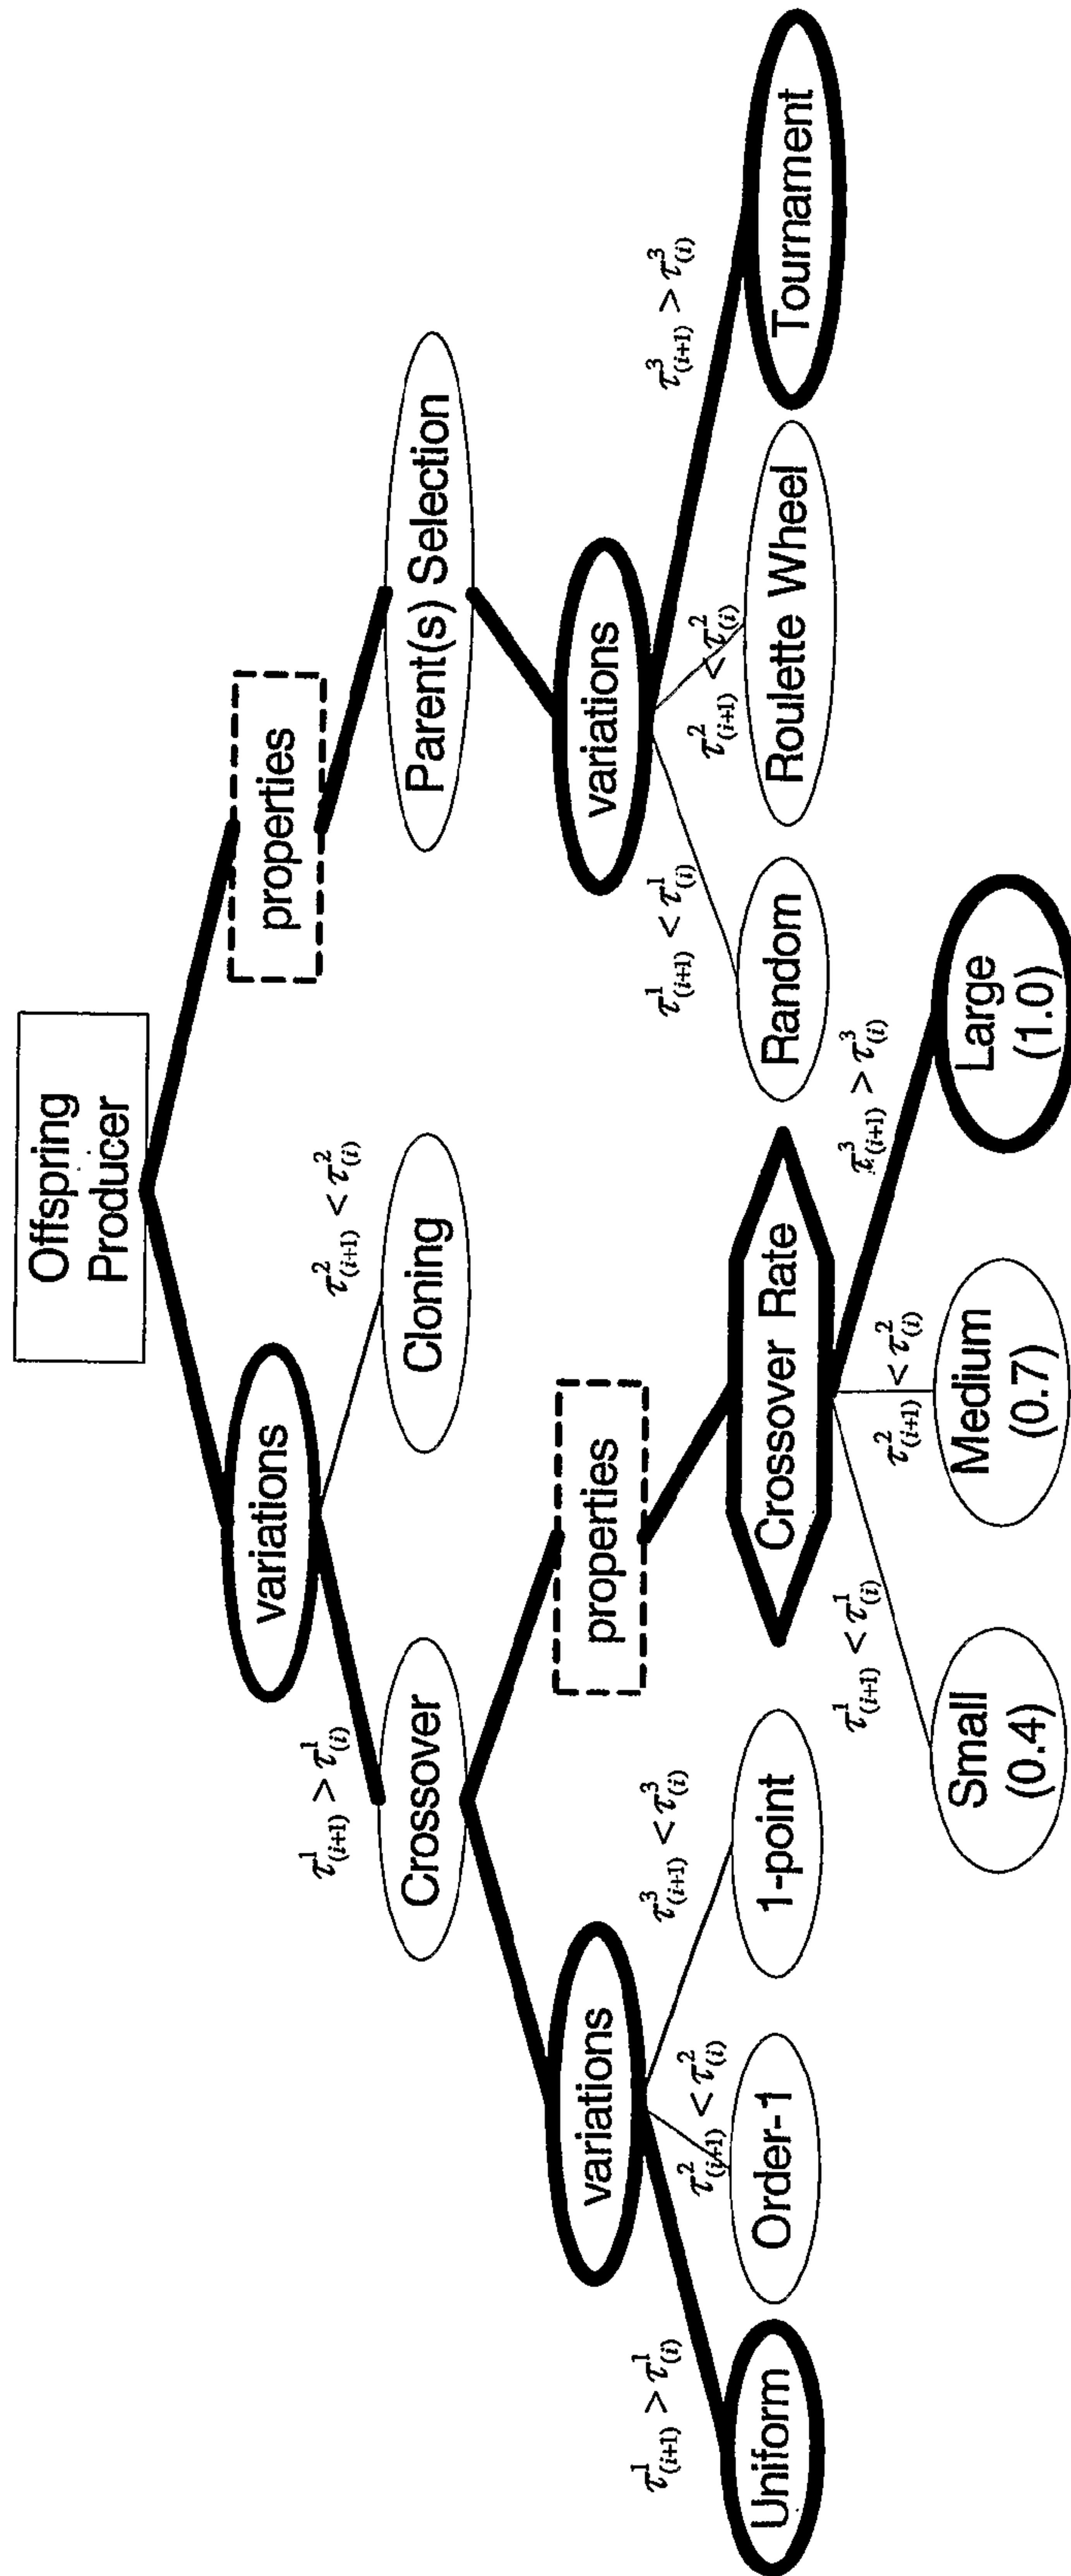 Offspring
Producer
variations
properties
τ¹₍ᵢ₊₁₎ > τ¹₍ᵢ₎
τ²₍ᵢ₊₁₎ < τ²₍ᵢ₎
Crossover
Cloning
Parent(s) Selection
variations
properties
variations
τ¹₍ᵢ₊₁₎ > τ¹₍ᵢ₎
τ²₍ᵢ₊₁₎ < τ²₍ᵢ₎
τ³₍ᵢ₊₁₎ < τ³₍ᵢ₎
τ¹₍ᵢ₊₁₎ < τ¹₍ᵢ₎
τ²₍ᵢ₊₁₎ < τ²₍ᵢ₎
τ³₍ᵢ₊₁₎ > τ³₍ᵢ₎
Uniform
Order-1
1-point
Crossover Rate
Random
Roulette Wheel
Tournament
τ¹₍ᵢ₊₁₎ < τ¹₍ᵢ₎
τ²₍ᵢ₊₁₎ < τ²₍ᵢ₎
τ³₍ᵢ₊₁₎ > τ³₍ᵢ₎
Small
(0.4)
Medium
(0.7)
Large
(1.0)